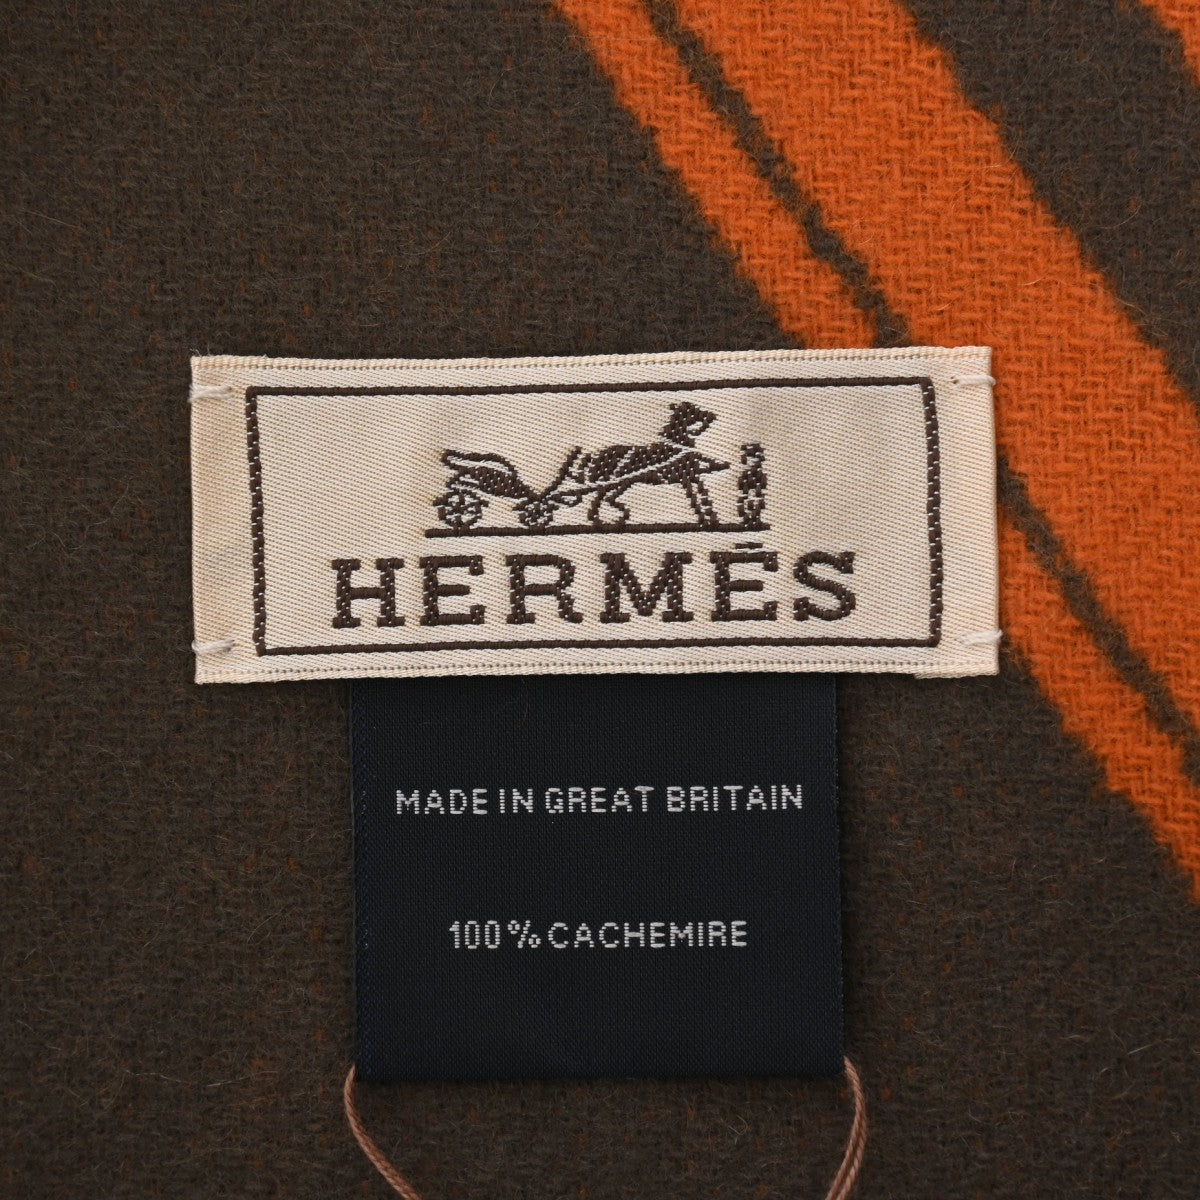 HERMÈS
MADE IN GREAT BRITAIN
100% CACHEMIRE